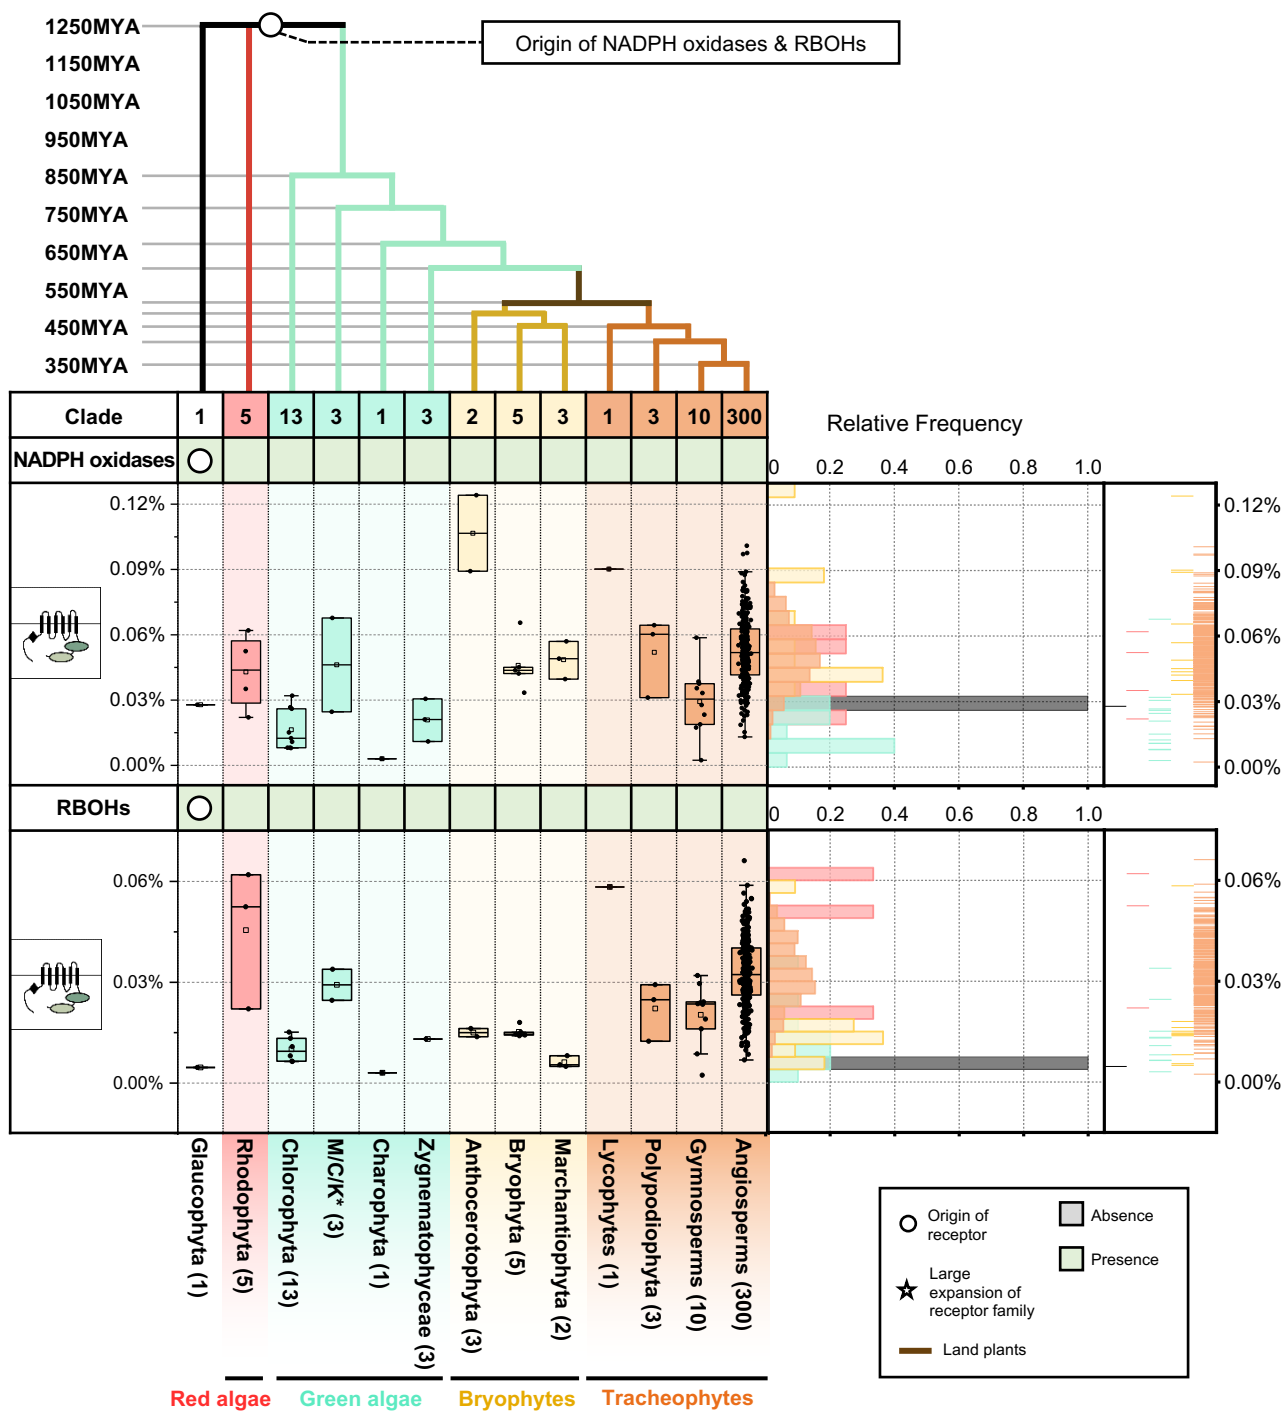 1250MYA
Origin of NADPH oxidases & RBOHs
1150MYA
1050MYA
950MYA
850MYA
750MYA
650MYA
550MYA
450MYA
350MYA
Clade 1 5 13 3 1 3 2 5 3 1 3 10 300
Relative Frequency
NADPH oxidases
0 0.2 0.4 0.6 0.8 1.0
0.12% 0.12%
0.09% 0.09%
0.06% 0.06%
0.03% 0.03%
0.00% 0.00%
RBOHs
0 0.2 0.4 0.6 0.8 1.0
0.06% 0.06%
0.03% 0.03%
0.00% 0.00%
Glaucophyta (1)
Rhodophyta (5)
Chlorophyta (13)
M/C/K* (3)
Charophyta (1)
Zygnematophyceae (3)
Anthocerotophyta (3)
Bryophyta (5)
Marchantiophyta (2)
Lycophytes (1)
Polypodiophyta (3)
Gymnosperms (10)
Angiosperms (300)
Origin of
receptor
Large
expansion of
receptor family
Land plants
Absence
Presence
Red algae
Green algae
Bryophytes
Tracheophytes